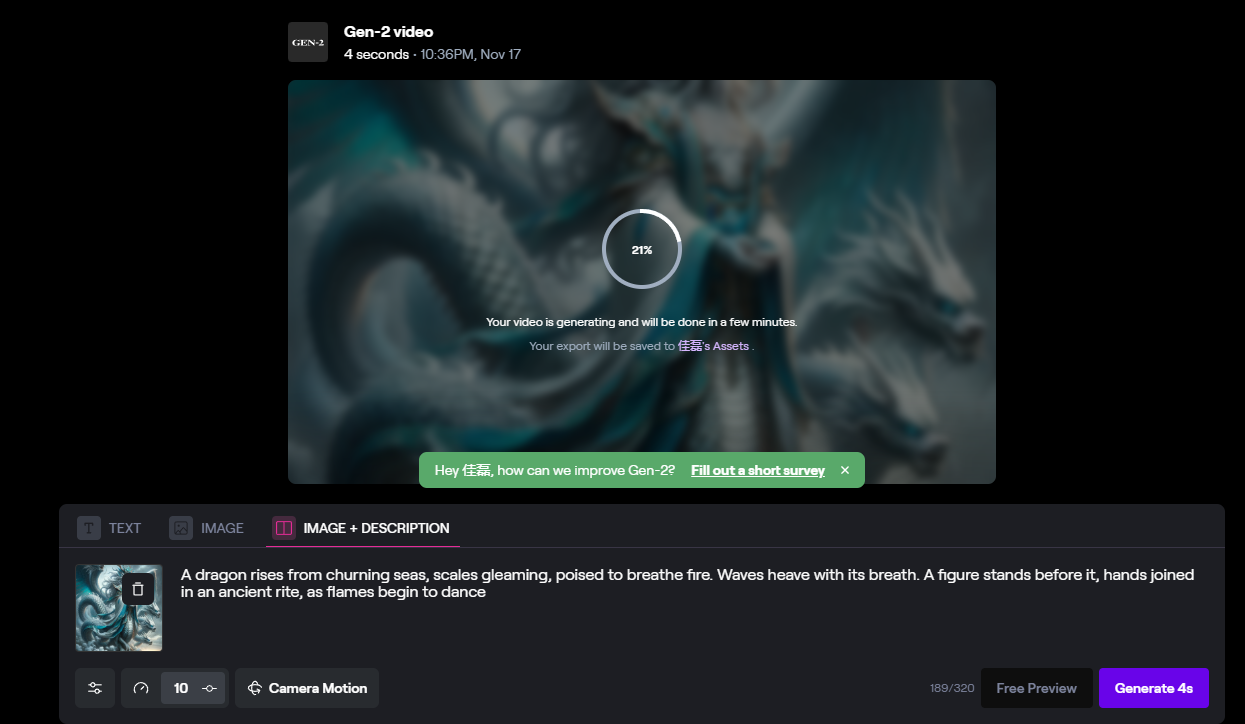 GEN-2
Gen-2 video
4 seconds · 10:36PM, Nov 17
21%
Your video is generating and will be done in a few minutes.
Your export will be saved to 佳磊's Assets .
Hey 佳磊, how can we improve Gen-2? Fill out a short survey ×
T TEXT IMAGE IMAGE + DESCRIPTION
A dragon rises from churning seas, scales gleaming, poised to breathe fire. Waves heave with its breath. A figure stands before it, hands joined
in an ancient rite, as flames begin to dance
10 Camera Motion 189/320 Free Preview Generate 4s